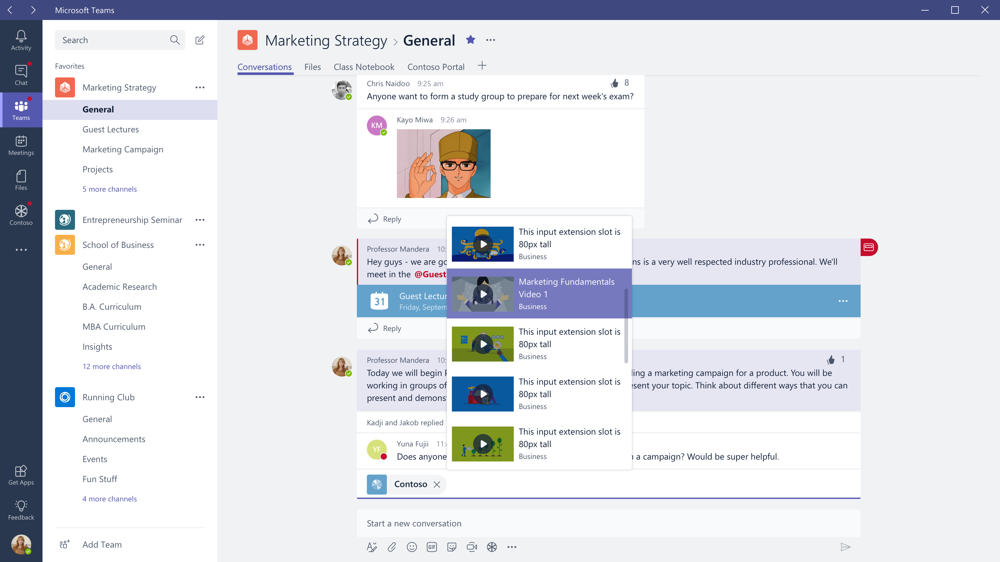 Microsoft Teams
Activity
Chat
Teams
Meetings
Files
Contoso
Get Apps
Feedback
Search
Favorites
Marketing Strategy
General
Guest Lectures
Marketing Campaign
Projects
5 more channels
Entrepreneurship Seminar
School of Business
General
Academic Research
B.A. Curriculum
MBA Curriculum
Insights
12 more channels
Running Club
General
Announcements
Events
Fun Stuff
4 more channels
Add Team
Marketing Strategy > General
Conversations Files Class Notebook Contoso Portal
Chris Naidoo 9:25 am 8
Anyone want to form a study group to prepare for next week's exam?
KM
Kayo Miwa 9:26 am
Reply
Professor Mandera 10:
Hey guys - we are go ns is a very well respected industry professional. We'll
meet in the @Guest
31
Guest Lectur
Friday, Septem
Reply
Professor Mandera 10: 1
Today we will begin ling a marketing campaign for a product. You will be
working in groups of esent your topic. Think about different ways that you can
present and demons
Kadji and Jakob replied
YF
Yuna Fujii 11:
Does anyone a campaign? Would be super helpful.
This input extension slot is
80px tall
Business
Marketing Fundamentals
Video 1
Business
This input extension slot is
80px tall
Business
This input extension slot is
80px tall
Business
This input extension slot is
80px tall
Business
Contoso
Start a new conversation
GIF